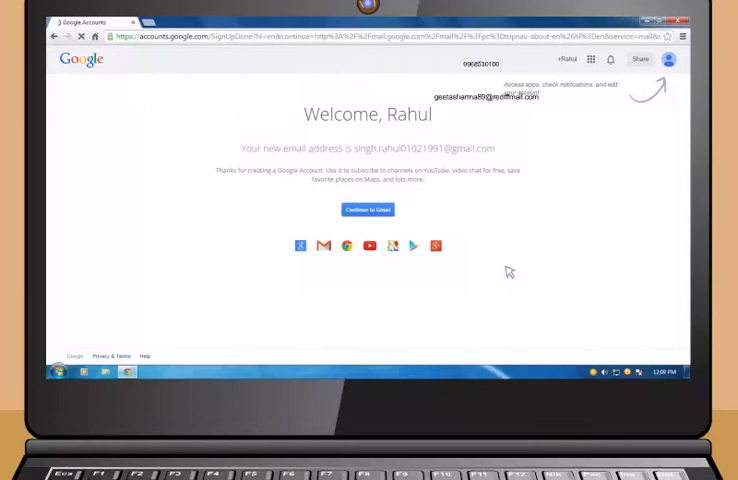 Google Accounts
https://accounts.google.com/SignUpDone?hl=en&continue=http%3A%2F%2Fmail.google.com%2Fmail%2F%3Fpc%3Dtopnav-about-en%26hl%3Den&service=mail&c
Google
9968530100
+Rahul
Share
Access apps, check notifications, and edit
your account
geetasharma89@rediffmail.com
Welcome, Rahul
Your new email address is singh.rahul01021991@gmail.com
Thanks for creating a Google Account. Use it to subscribe to channels on YouTube, video chat for free, save
favorite places on Maps, and lots more.
Continue to Gmail
Google Privacy & Terms Help
12:09 PM
Esc F1 F2 F3 F4 F5 F6 F7 F8 F9 F10 F11 F12